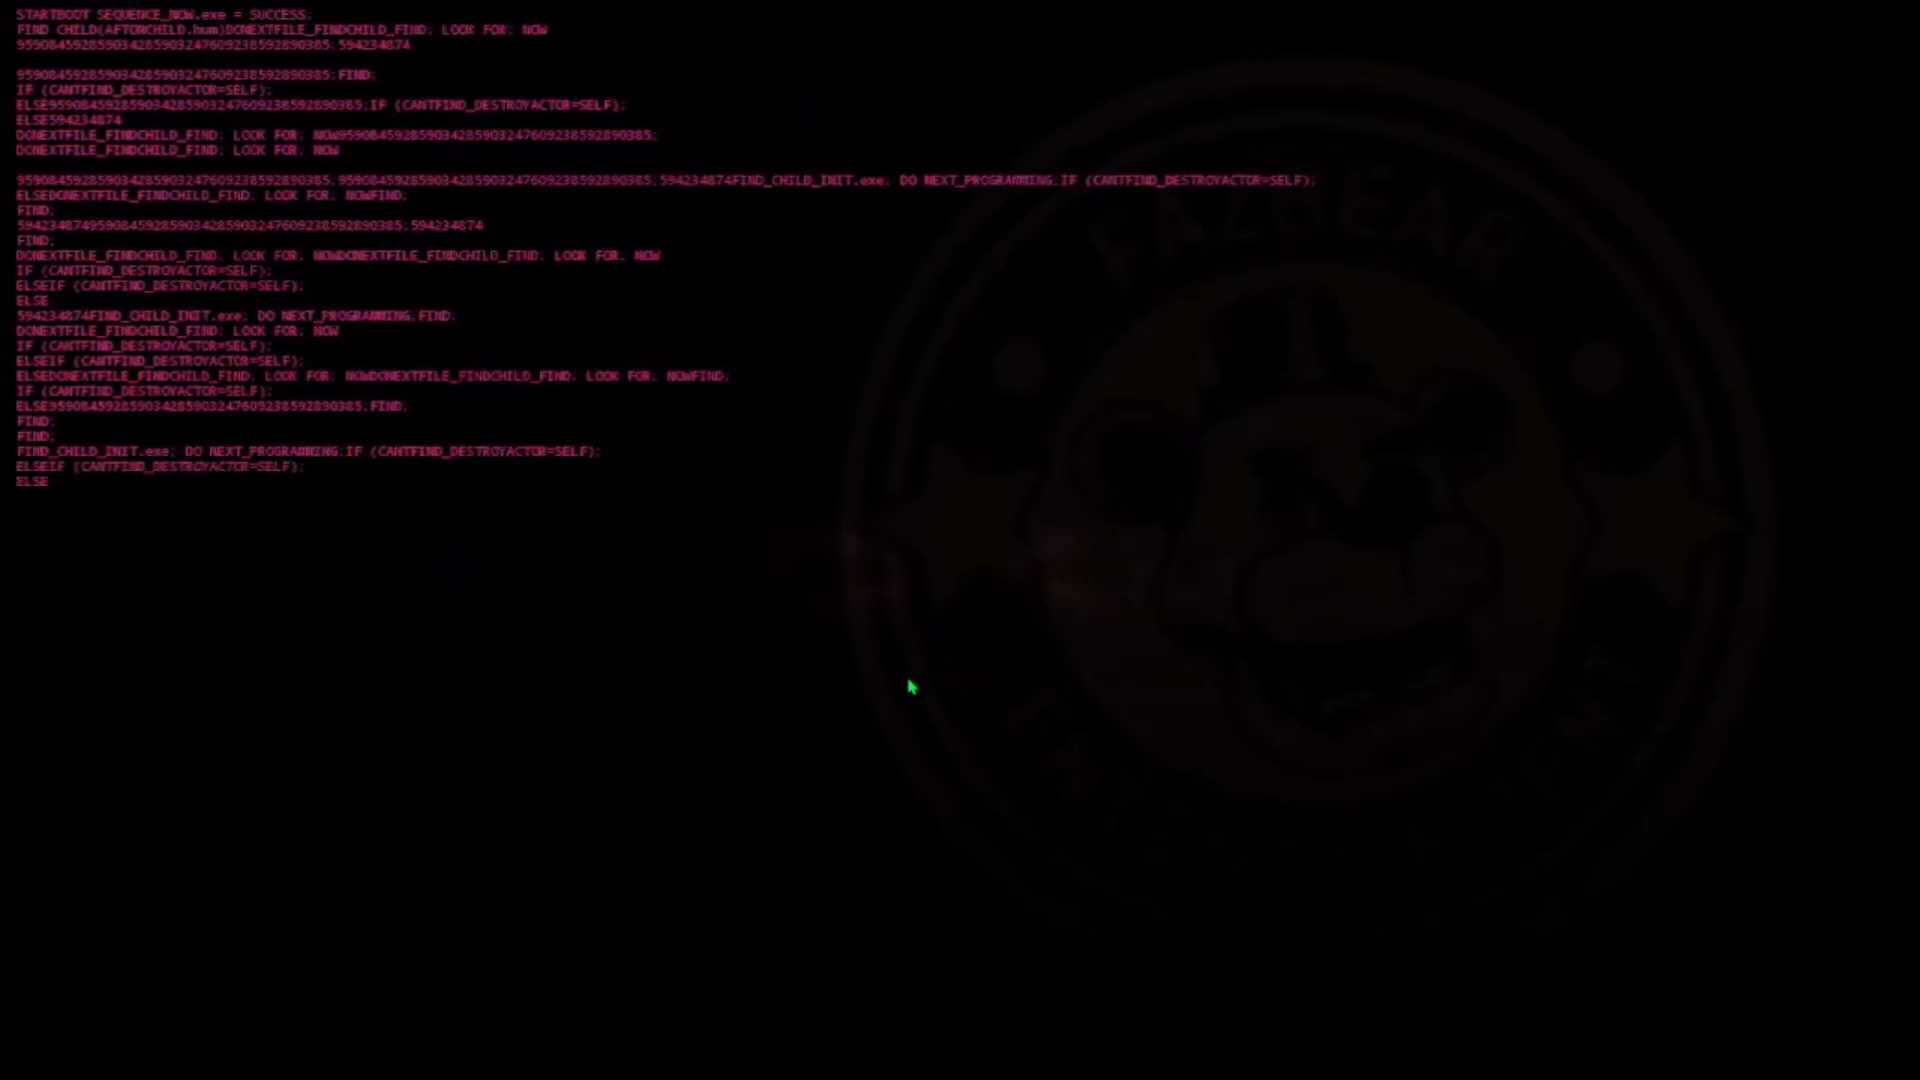 STARTBOOT SEQUENCE_NOW.exe = SUCCESS;
FIND CHILD(AFTONCHILD.hum)DONEXTFILE_FINDCHILD_FIND; LOOK FOR; NOW
959084592859034285903247609238592890385;594234874
959084592859034285903247609238592890385;FIND;
IF (CANTFIND_DESTROYACTOR=SELF);
ELSE959084592859034285903247609238592890385;IF (CANTFIND_DESTROYACTOR=SELF);
ELSE594234874
DONEXTFILE_FINDCHILD_FIND; LOOK FOR; NOW959084592859034285903247609238592890385;
DONEXTFILE_FINDCHILD_FIND; LOOK FOR; NOW
959084592859034285903247609238592890385;959084592859034285903247609238592890385;594234874FIND_CHILD_INIT.exe; DO NEXT_PROGRAMMING;IF (CANTFIND_DESTROYACTOR=SELF);
ELSEDONEXTFILE_FINDCHILD_FIND; LOOK FOR; NOWFIND;
FIND;
594234874959084592859034285903247609238592890385;594234874
FIND;
DONEXTFILE_FINDCHILD_FIND; LOOK FOR; NOWDONEXTFILE_FINDCHILD_FIND; LOOK FOR; NOW
IF (CANTFIND_DESTROYACTOR=SELF);
ELSEIF (CANTFIND_DESTROYACTOR=SELF);
ELSE
594234874FIND_CHILD_INIT.exe; DO NEXT_PROGRAMMING;FIND;
DONEXTFILE_FINDCHILD_FIND; LOOK FOR; NOW
IF (CANTFIND_DESTROYACTOR=SELF);
ELSEIF (CANTFIND_DESTROYACTOR=SELF);
ELSEDONEXTFILE_FINDCHILD_FIND; LOOK FOR; NOWDONEXTFILE_FINDCHILD_FIND; LOOK FOR; NOWFIND;
IF (CANTFIND_DESTROYACTOR=SELF);
ELSE959084592859034285903247609238592890385;FIND;
FIND;
FIND;
FIND_CHILD_INIT.exe; DO NEXT_PROGRAMMING;IF (CANTFIND_DESTROYACTOR=SELF);
ELSEIF (CANTFIND_DESTROYACTOR=SELF);
ELSE
FAZBEAR
ENTERTAINMENT